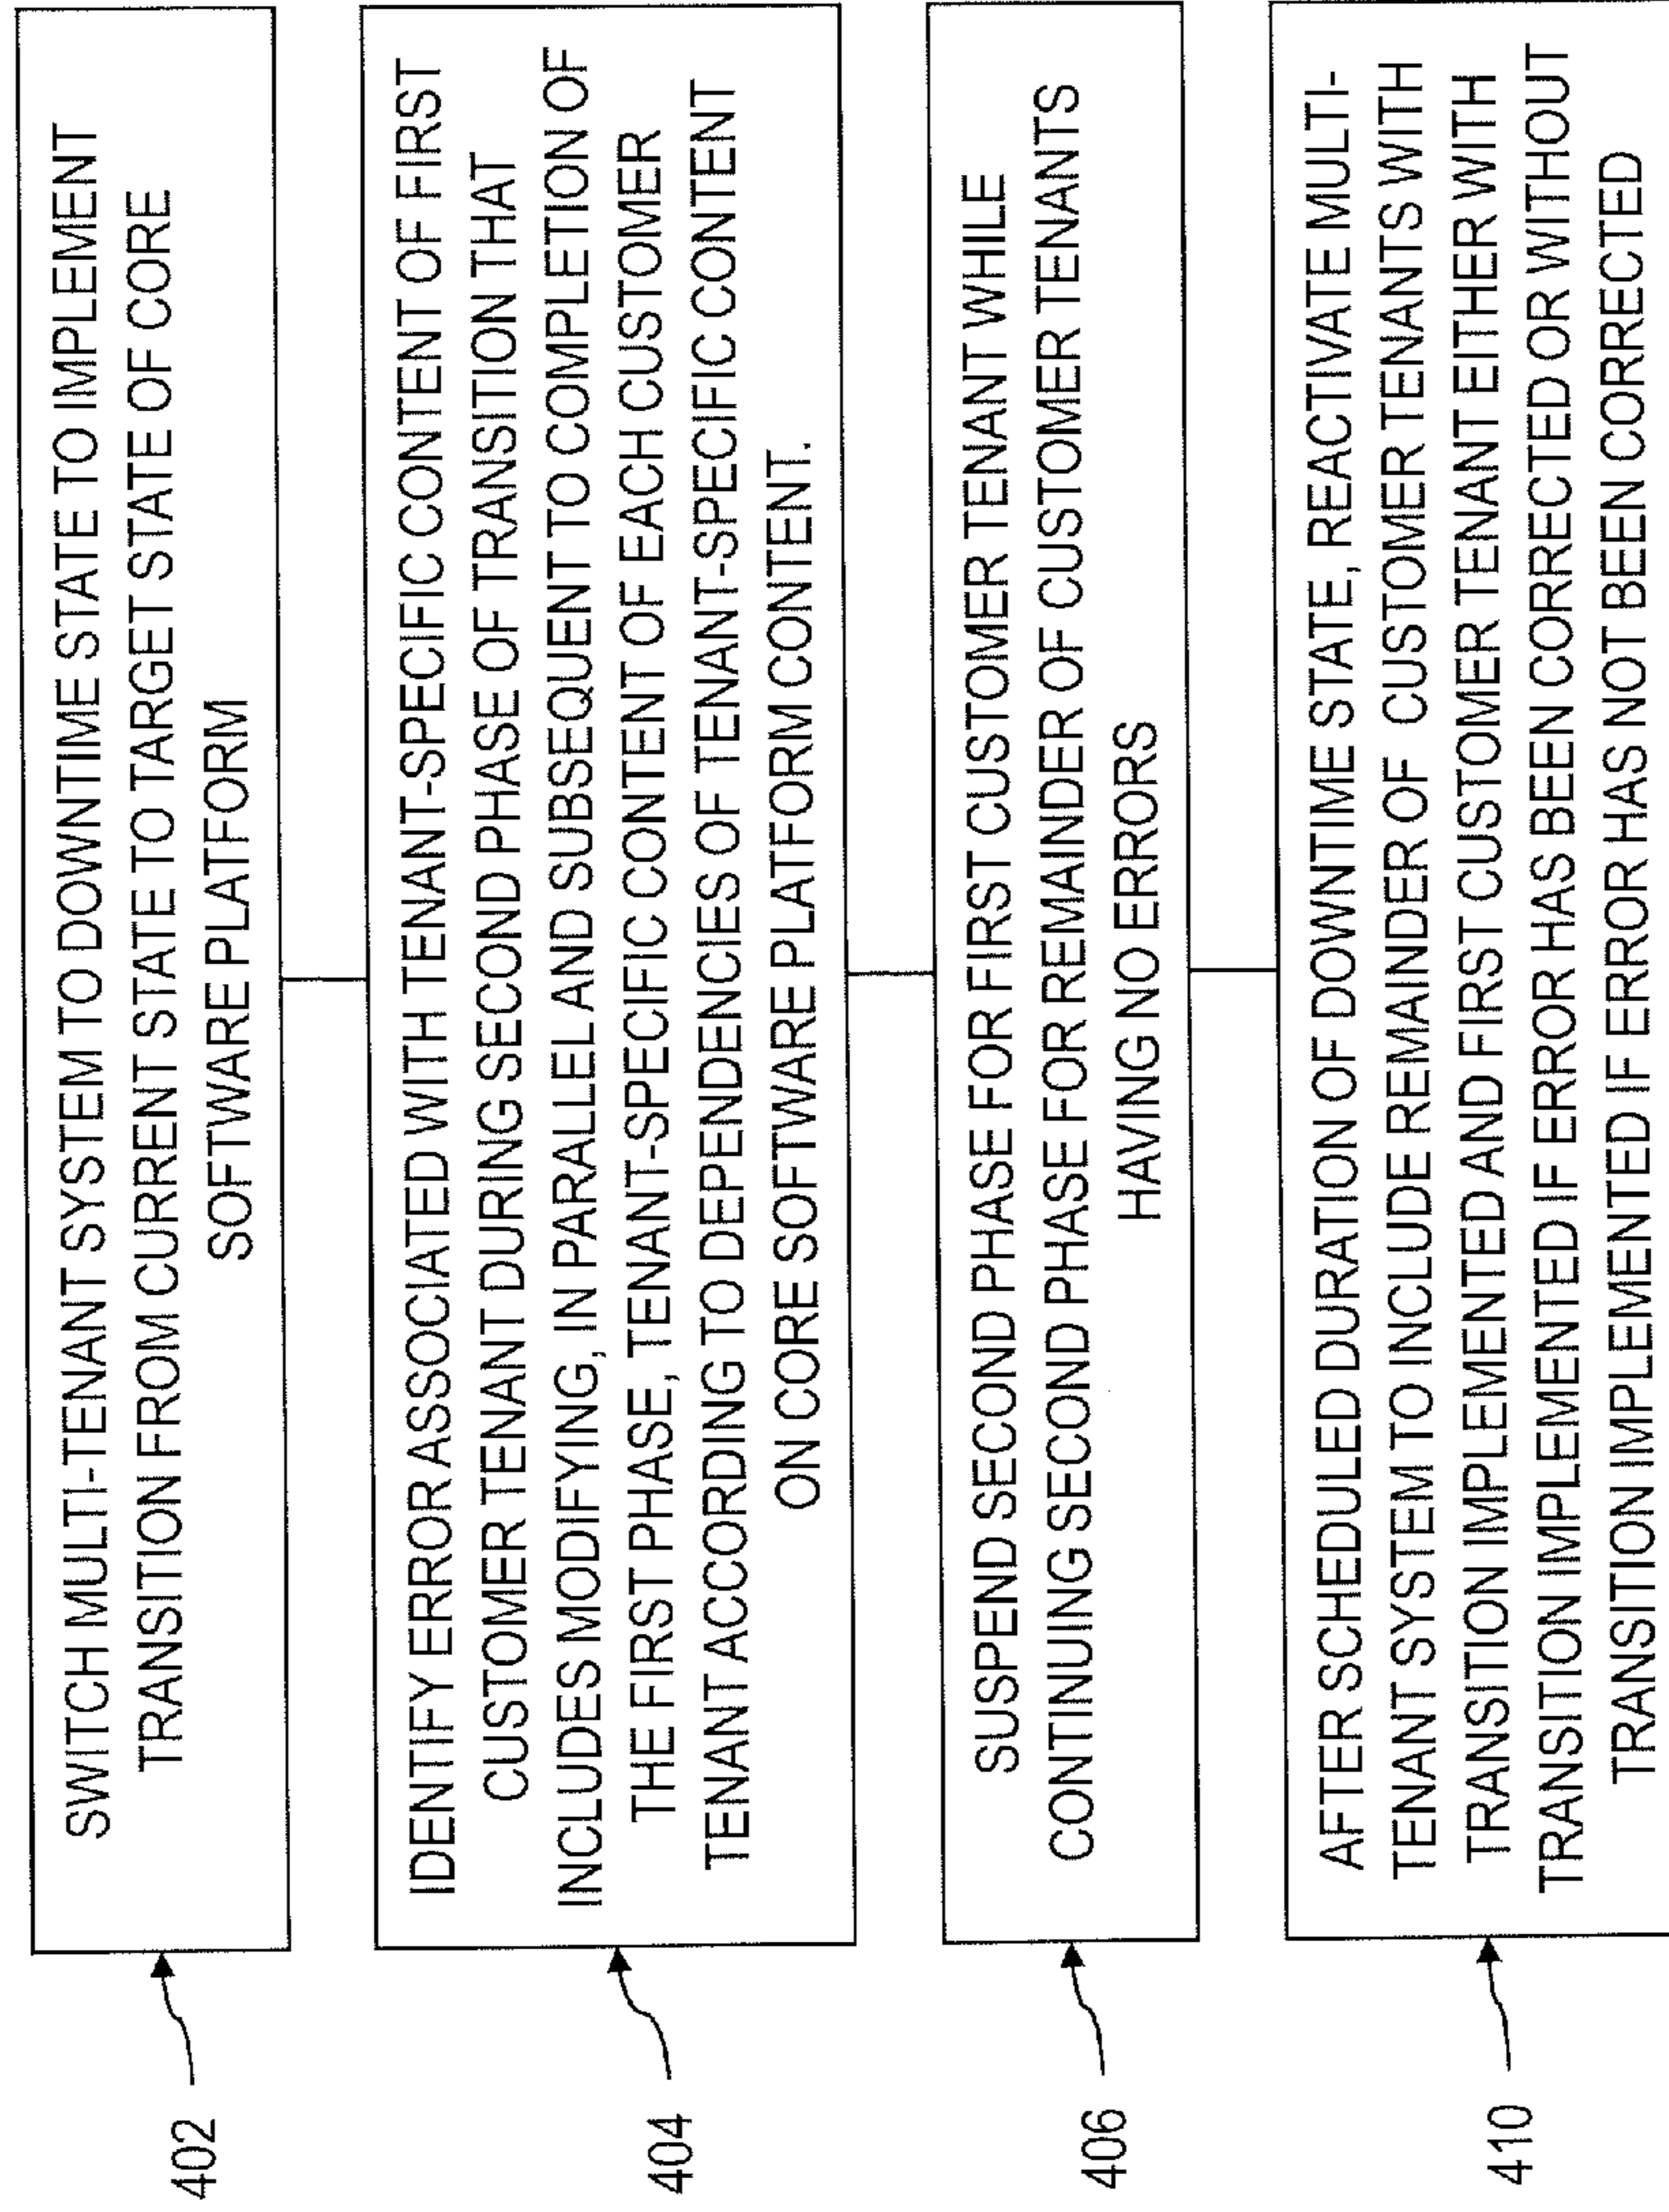 402
SWITCH MULTI-TENANT SYSTEM TO DOWNTIME STATE TO IMPLEMENT
TRANSITION FROM CURRENT STATE TO TARGET STATE OF CORE
SOFTWARE PLATFORM
404
IDENTIFY ERROR ASSOCIATED WITH TENANT-SPECIFIC CONTENT OF FIRST
CUSTOMER TENANT DURING SECOND PHASE OF TRANSITION THAT
INCLUDES MODIFYING, IN PARALLEL AND SUBSEQUENT TO COMPLETION OF
THE FIRST PHASE, TENANT-SPECIFIC CONTENT OF EACH CUSTOMER
TENANT ACCORDING TO DEPENDENCIES OF TENANT-SPECIFIC CONTENT
ON CORE SOFTWARE PLATFORM CONTENT.
406
SUSPEND SECOND PHASE FOR FIRST CUSTOMER TENANT WHILE
CONTINUING SECOND PHASE FOR REMAINDER OF CUSTOMER TENANTS
HAVING NO ERRORS
410
AFTER SCHEDULED DURATION OF DOWNTIME STATE, REACTIVATE MULTI-
TENANT SYSTEM TO INCLUDE REMAINDER OF CUSTOMER TENANTS WITH
TRANSITION IMPLEMENTED AND FIRST CUSTOMER TENANT EITHER WITH
TRANSITION IMPLEMENTED IF ERROR HAS BEEN CORRECTED OR WITHOUT
TRANSITION IMPLEMENTED IF ERROR HAS NOT BEEN CORRECTED